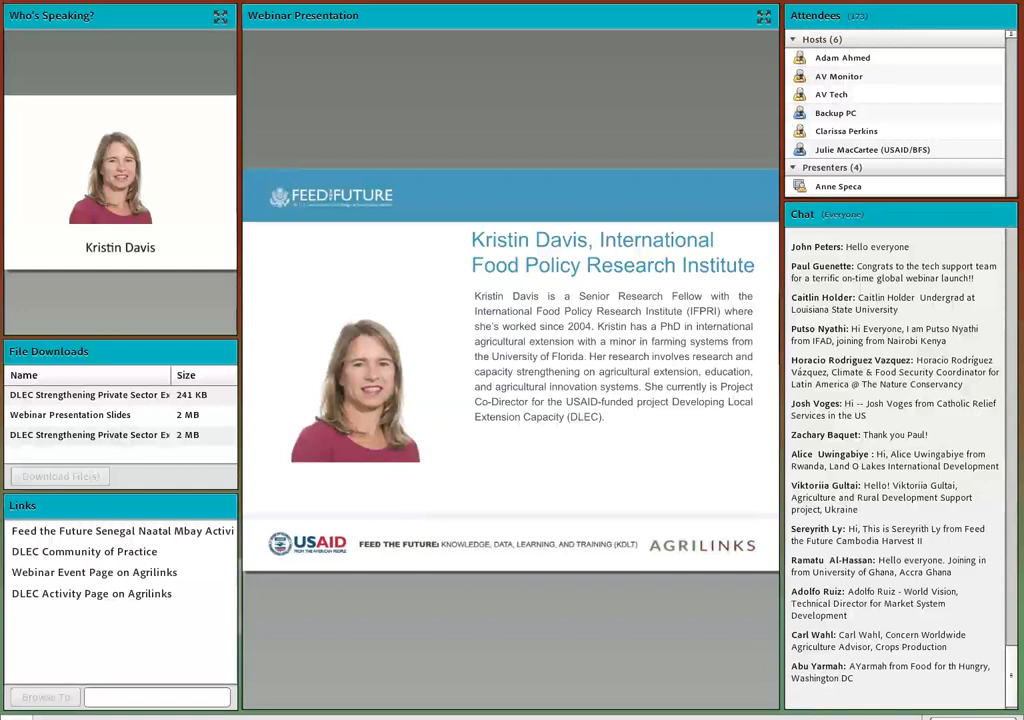 Who's Speaking?
Kristin Davis
File Downloads
Name Size
DLEC Strengthening Private Sector Ex 241 KB
Webinar Presentation Slides 2 MB
DLEC Strengthening Private Sector Ex 2 MB
Download File(s)
Links
Feed the Future Senegal Naatal Mbay Activi
DLEC Community of Practice
Webinar Event Page on Agrilinks
DLEC Activity Page on Agrilinks
Browse To
Webinar Presentation
FEED THE FUTURE
Kristin Davis, International
Food Policy Research Institute
Kristin Davis is a Senior Research Fellow with the
International Food Policy Research Institute (IFPRI) where
she's worked since 2004. Kristin has a PhD in international
agricultural extension with a minor in farming systems from
the University of Florida. Her research involves research and
capacity strengthening on agricultural extension, education,
and agricultural innovation systems. She currently is Project
Co-Director for the USAID-funded project Developing Local
Extension Capacity (DLEC).
USAID
FROM THE AMERICAN PEOPLE
FEED THE FUTURE: KNOWLEDGE, DATA, LEARNING, AND TRAINING (KDLT)
AGRILINKS
Attendees (173)
Hosts (6)
Adam Ahmed
AV Monitor
AV Tech
Backup PC
Clarissa Perkins
Julie MacCartee (USAID/BFS)
Presenters (4)
Anne Speca
Chat (Everyone)
John Peters: Hello everyone
Paul Guenette: Congrats to the tech support team
for a terrific on-time global webinar launch!!
Caitlin Holder: Caitlin Holder Undergrad at
Louisiana State University
Putso Nyathi: Hi Everyone, I am Putso Nyathi
from IFAD, joining from Nairobi Kenya
Horacio Rodriguez Vazquez: Horacio Rodríguez
Vázquez, Climate & Food Security Coordinator for
Latin America @ The Nature Conservancy
Josh Voges: Hi -- Josh Voges from Catholic Relief
Services in the US
Zachary Baquet: Thank you Paul!
Alice Uwingabiye : Hi, Alice Uwingabiye from
Rwanda, Land O Lakes International Development
Viktoriia Gultai: Hello! Viktoriia Gultai,
Agriculture and Rural Development Support
project, Ukraine
Sereyrith Ly: Hi, This is Sereyrith Ly from Feed
the Future Cambodia Harvest II
Ramatu Al-Hassan: Hello everyone. Joining in
from University of Ghana, Accra Ghana
Adolfo Ruiz: Adolfo Ruiz - World Vision,
Technical Director for Market System
Development
Carl Wahl: Carl Wahl, Concern Worldwide
Agriculture Advisor, Crops Production
Abu Yarmah: AYarmah from Food for th Hungry,
Washington DC